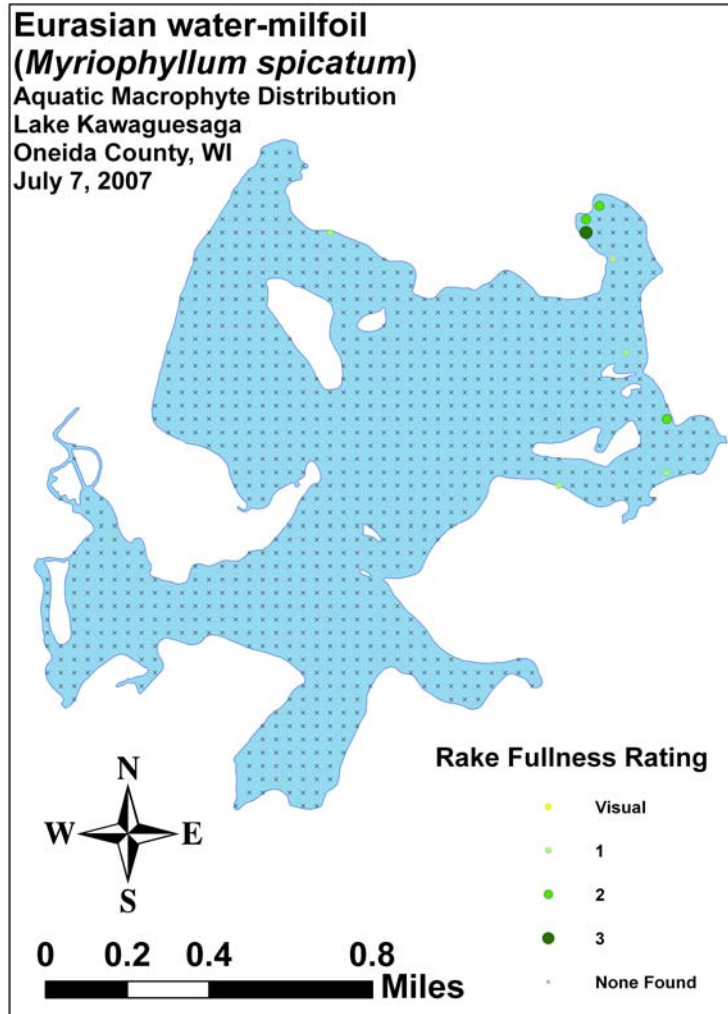 Eurasian water-milfoil
(Myriophyllum spicatum)
Aquatic Macrophyte Distribution
Lake Kawaguesaga
Oneida County, WI
July 7, 2007
N
W E
S
0 0.2 0.4 0.8
Miles
Rake Fullness Rating
Visual
1
2
3
None Found